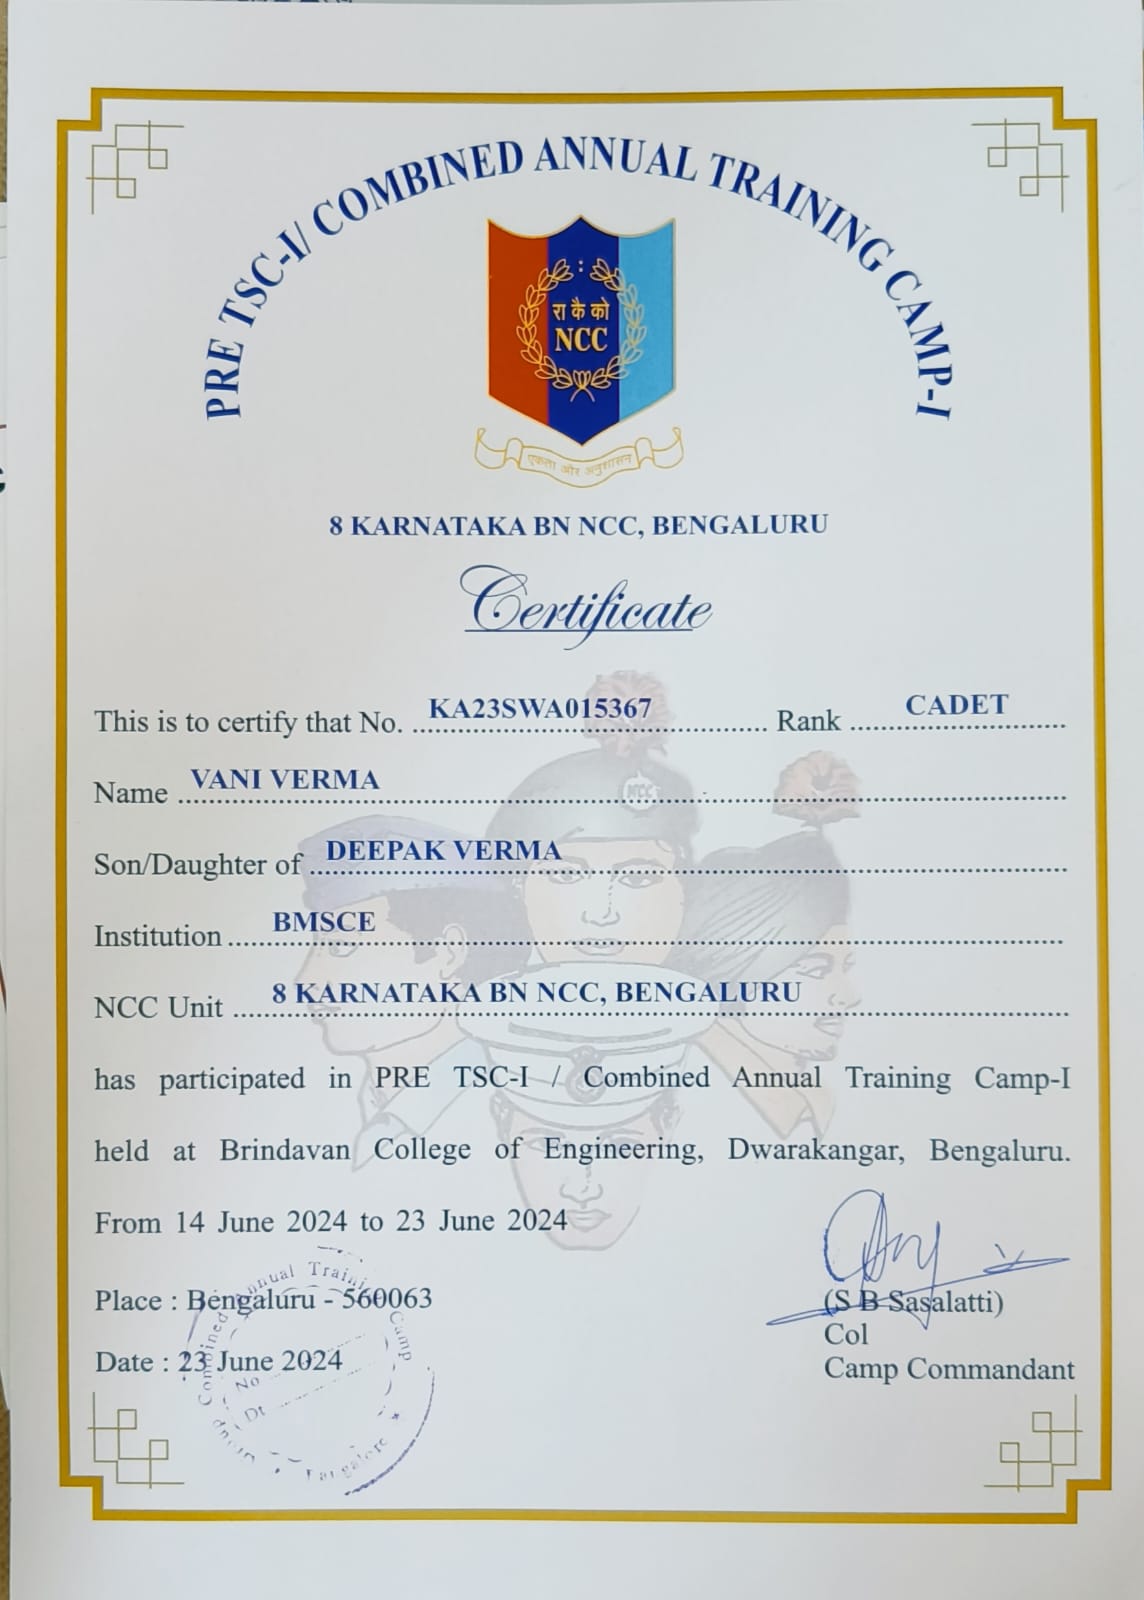 PRE TSC-I/ COMBINED ANNUAL TRAINING CAMP-I
रा कै को
NCC
एकता और अनुशासन
8 KARNATAKA BN NCC, BENGALURU
Certificate
This is to certify that No. KA23SWA015367 Rank CADET
Name VANI VERMA
NCC
Son/Daughter of DEEPAK VERMA
Institution BMSCE
NCC Unit 8 KARNATAKA BN NCC, BENGALURU
has participated in PRE TSC-I / Combined Annual Training Camp-I
held at Brindavan College of Engineering, Dwarakangar, Bengaluru.
From 14 June 2024 to 23 June 2024
Place : Bengaluru - 560063
Date : 23 June 2024
(S B Sasalatti)
Col
Camp Commandant
Combined Annual Training Camp
No
Dt
Group